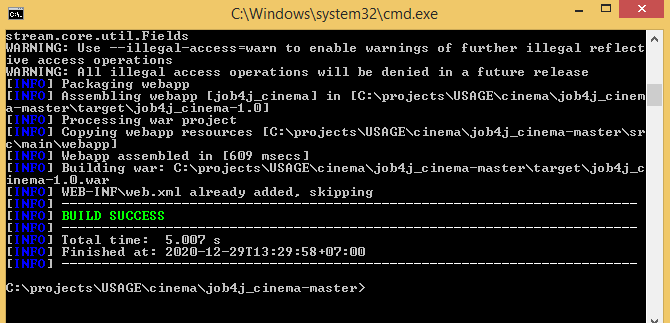 C:\Windows\system32\cmd.exe
C:\.
stream.core.util.Fields
WARNING: Use --illegal-access=warn to enable warnings of further illegal reflect
ive access operations
WARNING: All illegal access operations will be denied in a future release
[INFO] Packaging webapp
[INFO] Assembling webapp [job4j_cinema] in [C:\projects\USAGE\cinema\job4j_cinem
a-master\target\job4j_cinema-1.0]
[INFO] Processing war project
[INFO] Copying webapp resources [C:\projects\USAGE\cinema\job4j_cinema-master\sr
c\main\webapp]
[INFO] Webapp assembled in [609 msecs]
[INFO] Building war: C:\projects\USAGE\cinema\job4j_cinema-master\target\job4j_c
inema-1.0.war
[INFO] WEB-INF\web.xml already added, skipping
[INFO] ------------------------------------------------------------------------
[INFO] BUILD SUCCESS
[INFO] ------------------------------------------------------------------------
[INFO] Total time:  5.007 s
[INFO] Finished at: 2020-12-29T13:29:58+07:00
[INFO] ------------------------------------------------------------------------
C:\projects\USAGE\cinema\job4j_cinema-master>